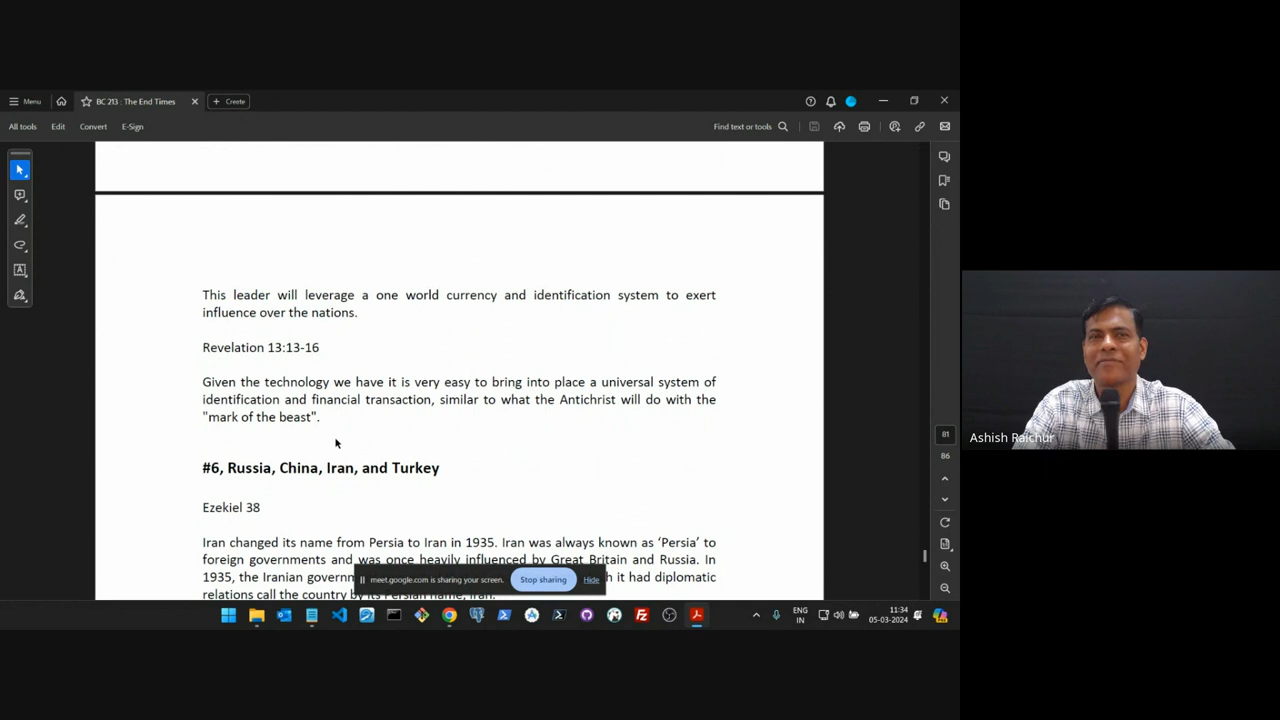 Menu
BC 213 : The End Times
Create
All tools
Edit
Convert
E-Sign
Find text or tools
This leader will leverage a one world currency and identification system to exert
influence over the nations.
Revelation 13:13-16
Given the technology we have it is very easy to bring into place a universal system of
identification and financial transaction, similar to what the Antichrist will do with the
"mark of the beast".
#6, Russia, China, Iran, and Turkey
Ezekiel 38
Iran changed its name from Persia to Iran in 1935. Iran was always known as ‘Persia’ to
foreign governments and was once heavily influenced by Great Britain and Russia. In
1935, the Iranian governm
h it had diplomatic
relations call the country by its Persian name, Iran.
meet.google.com is sharing your screen.
Stop sharing
Hide
81
86
Ashish Raichur
ENG
IN
11:34
05-03-2024